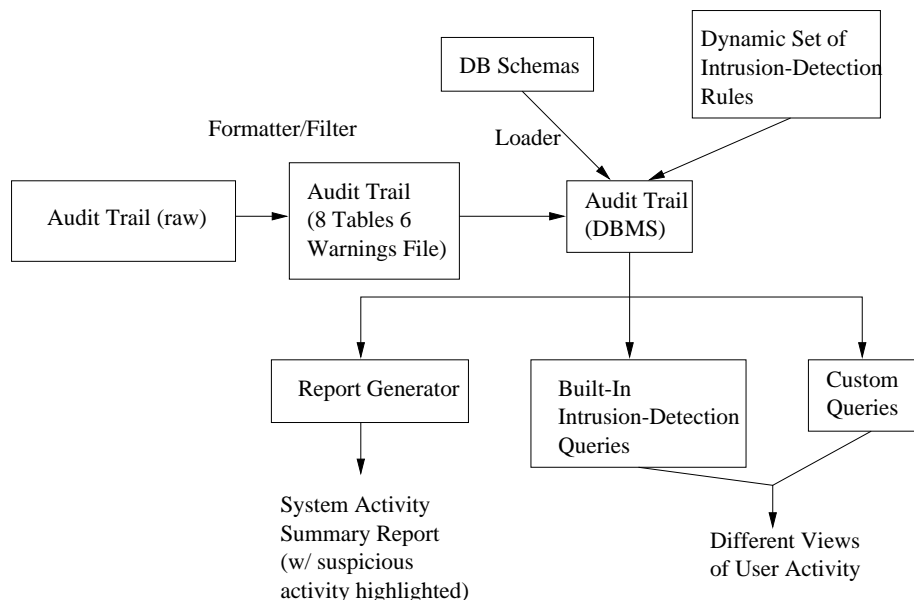 DB Schemas
Dynamic Set of
Intrusion-Detection
Rules
Formatter/Filter
Loader
Audit Trail (raw)
Audit Trail
(8 Tables 6
Warnings File)
Audit Trail
(DBMS)
Report Generator
Built-In
Intrusion-Detection
Queries
Custom
Queries
System Activity
Summary Report
(w/ suspicious
activity highlighted)
Different Views
of User Activity